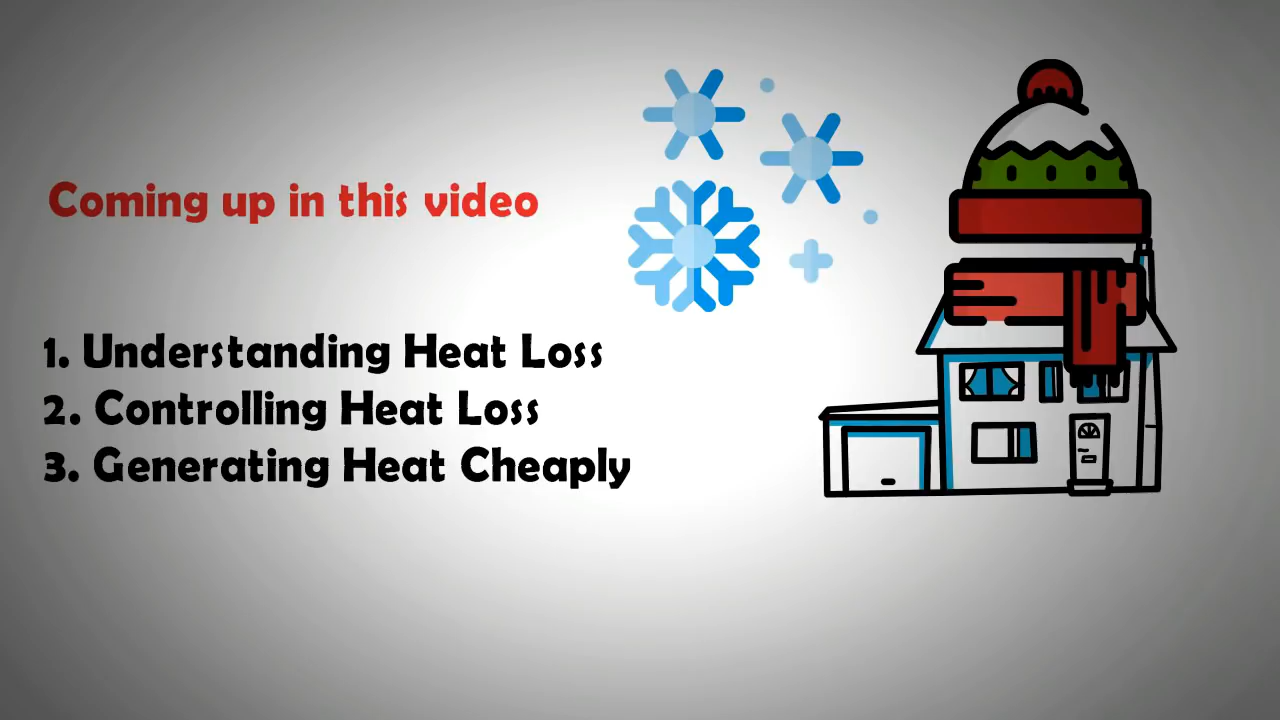 Coming up in this video
1. Understanding Heat Loss
2. Controlling Heat Loss
3. Generating Heat Cheaply